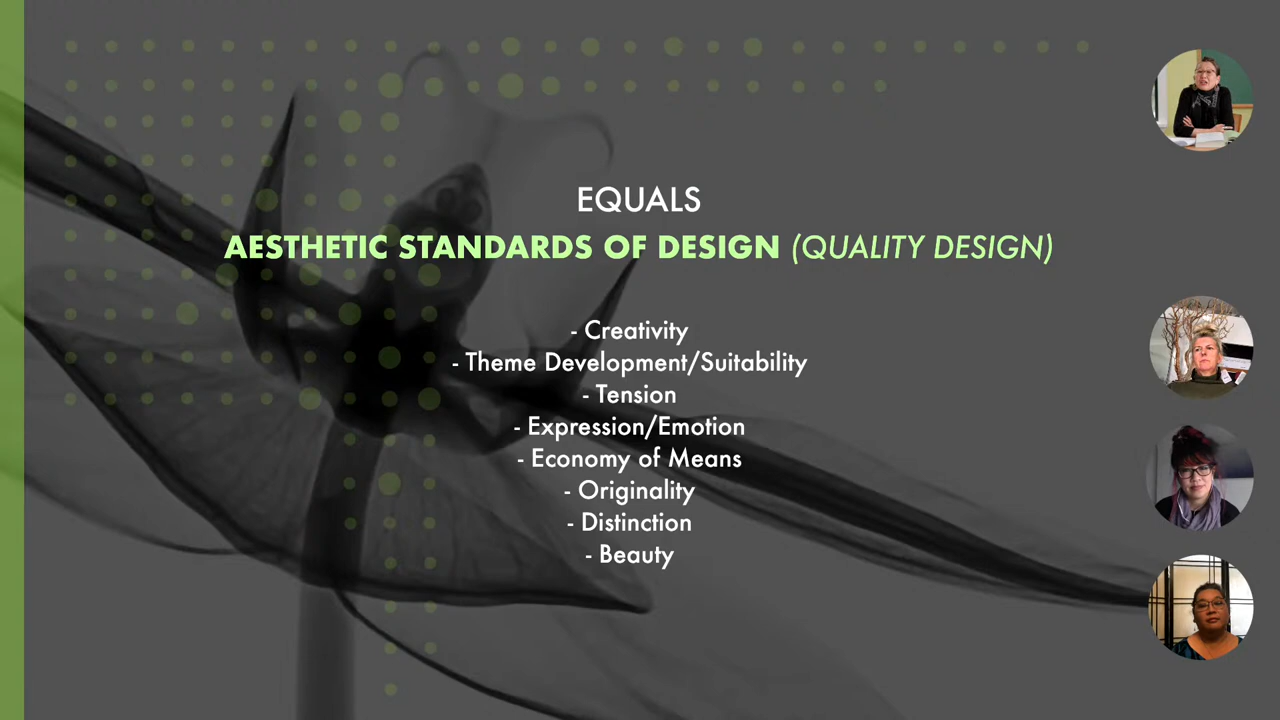 EQUALS
AESTHETIC STANDARDS OF DESIGN (QUALITY DESIGN)
- Creativity
- Theme Development/Suitability
- Tension
- Expression/Emotion
- Economy of Means
- Originality
- Distinction
- Beauty